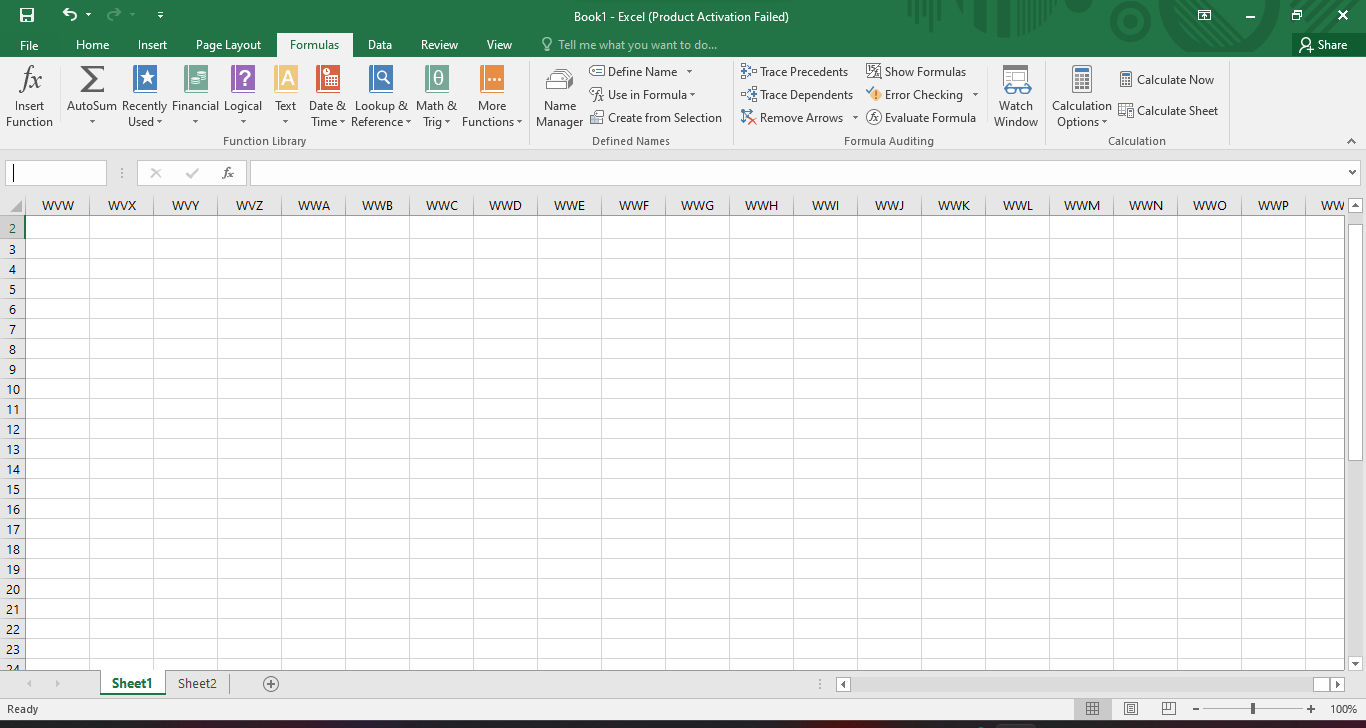 Book1 - Excel (Product Activation Failed)
File Home Insert Page Layout Formulas Data Review View Tell me what you want to do... Share
Insert Function
AutoSum
Recently Used
Financial
Logical
Text
Date & Time
Lookup & Reference
Math & Trig
More Functions
Function Library
Name Manager
Define Name
Use in Formula
Create from Selection
Defined Names
Trace Precedents
Trace Dependents
Remove Arrows
Show Formulas
Error Checking
Evaluate Formula
Formula Auditing
Watch Window
Calculation Options
Calculate Now
Calculate Sheet
Calculation
fx
WVW WVX WVY WVZ WWA WWB WWC WWD WWE WWF WWG WWH WWI WWJ WWK WWL WWM WWN WWO WWP WW
2
3
4
5
6
7
8
9
10
11
12
13
14
15
16
17
18
19
20
21
22
23
24
Sheet1 Sheet2
Ready 100%